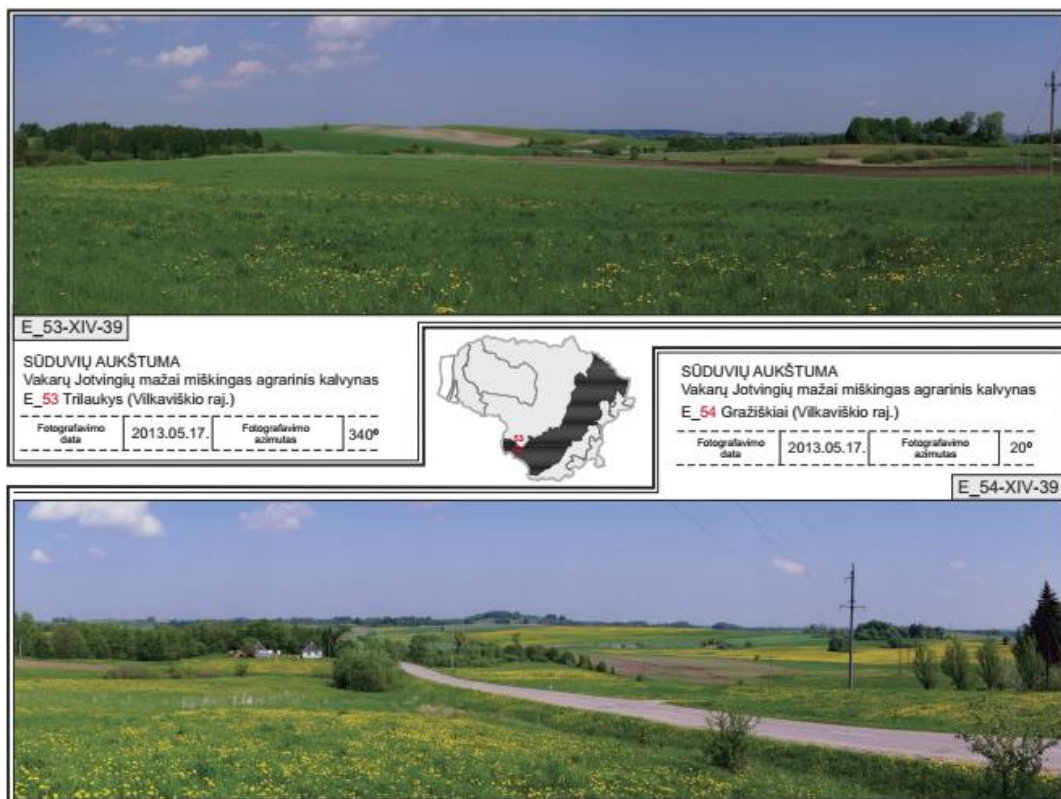 E_53-XIV-39
SŪDUVIŲ AUKŠTUMA
Vakarų Jotvingių mažai miškingas agrarinis kalvynas
E_53 Trilaukys (Vilkaviškio raj.)
Fotografavimo data 2013.05.17. Fotografavimo azimutas 340°
53
SŪDUVIŲ AUKŠTUMA
Vakarų Jotvingių mažai miškingas agrarinis kalvynas
E_54 Gražiškiai (Vilkaviškio raj.)
Fotografavimo data 2013.05.17. Fotografavimo azimutas 20°
E_54-XIV-39